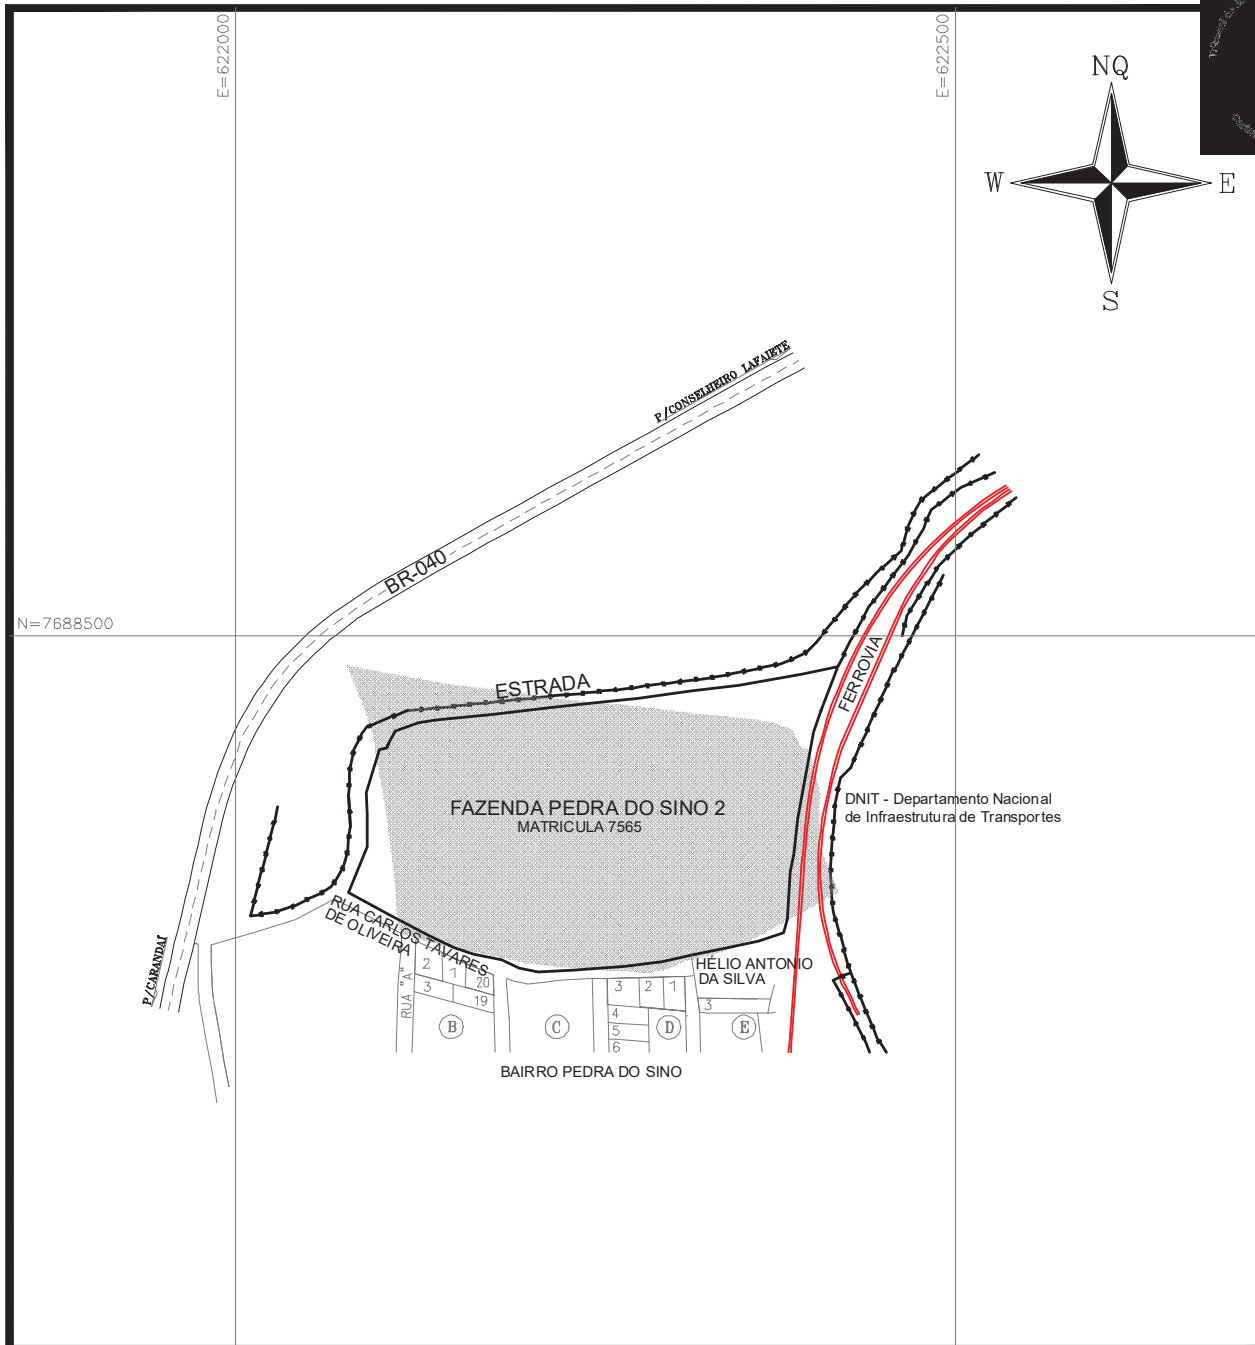 E=622000
E=622500
NQ
W
E
S
P/CONSELHEIRO LAFAIETE
BR-040
N=7688500
ESTRADA
FERROVIA
FAZENDA PEDRA DO SINO 2
MATRICULA 7565
DNIT - Departamento Nacional
de Infraestrutura de Transportes
RUA CARLOS TAVARES
DE OLIVEIRA
HÉLIO ANTONIO
DA SILVA
P/CARANDAÍ
RUA "A"
2
1
20
3
19
B
C
3
2
1
4
5
6
D
3
E
BAIRRO PEDRA DO SINO